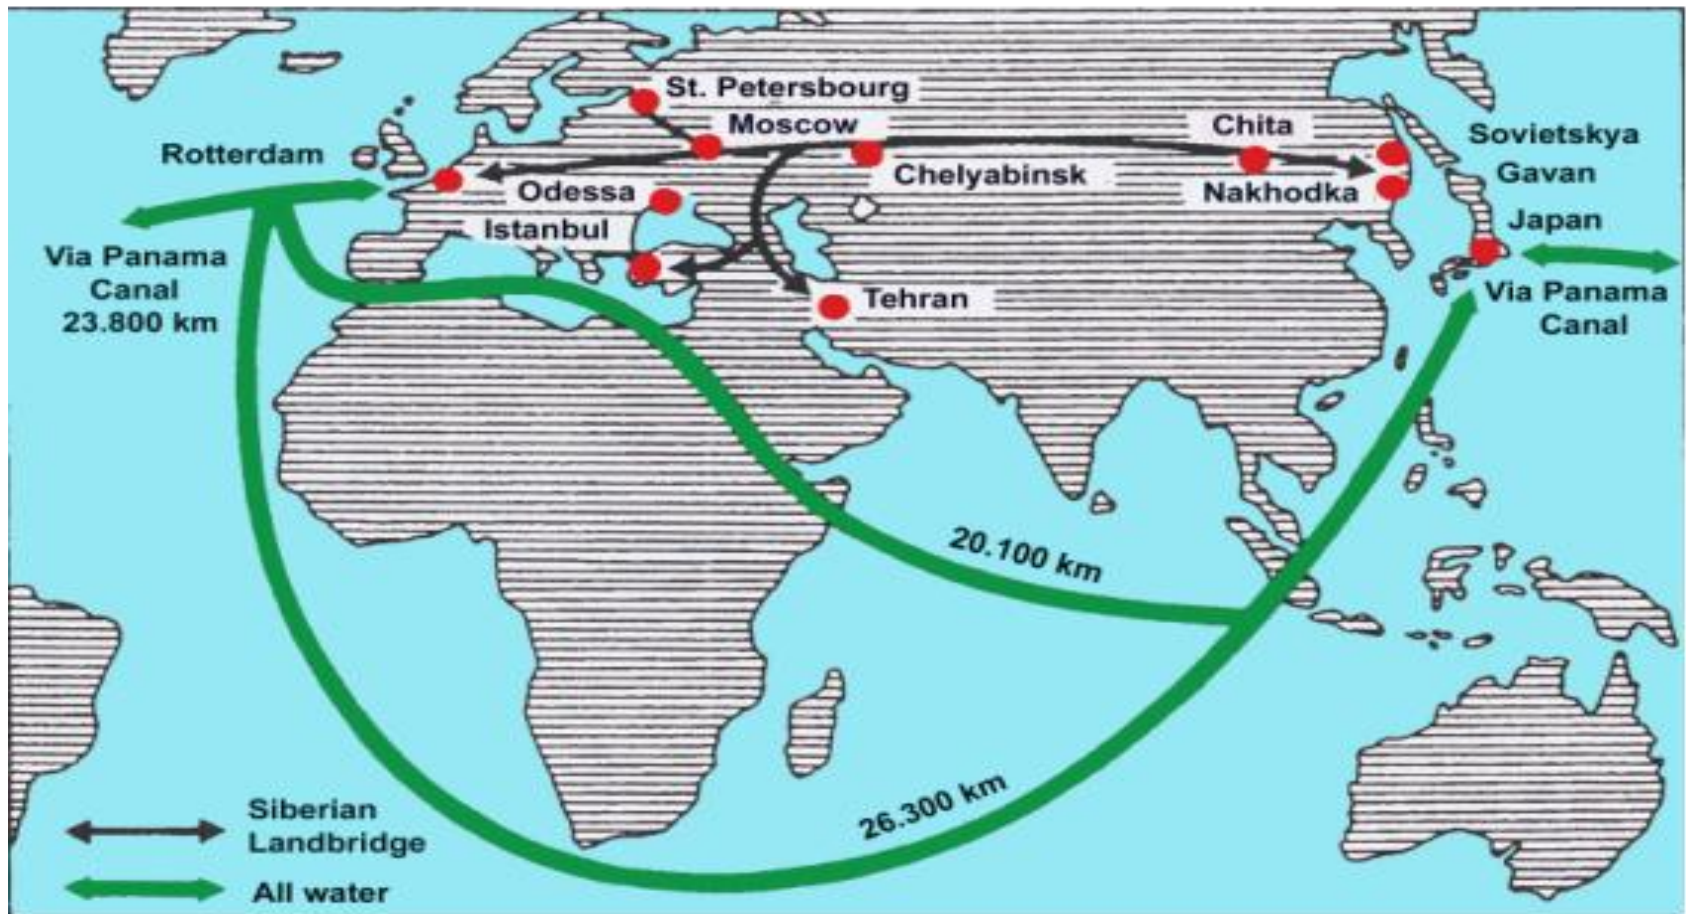 St. Petersbourg
Moscow
Chita
Sovietskya
Gavan
Rotterdam
Chelyabinsk
Odessa
Nakhodka
Istanbul
Japan
Via Panama
Canal
23.800 km
Tehran
Via Panama
Canal
20.100 km
26.300 km
Siberian
Landbridge
All water